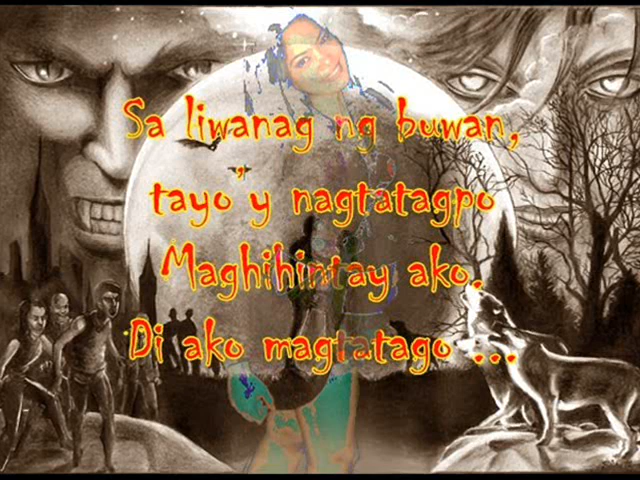 Sa liwanag ng buwan,
tayo'y nagtatagpo
Maghihintay ako.
Di ako magtatago ...